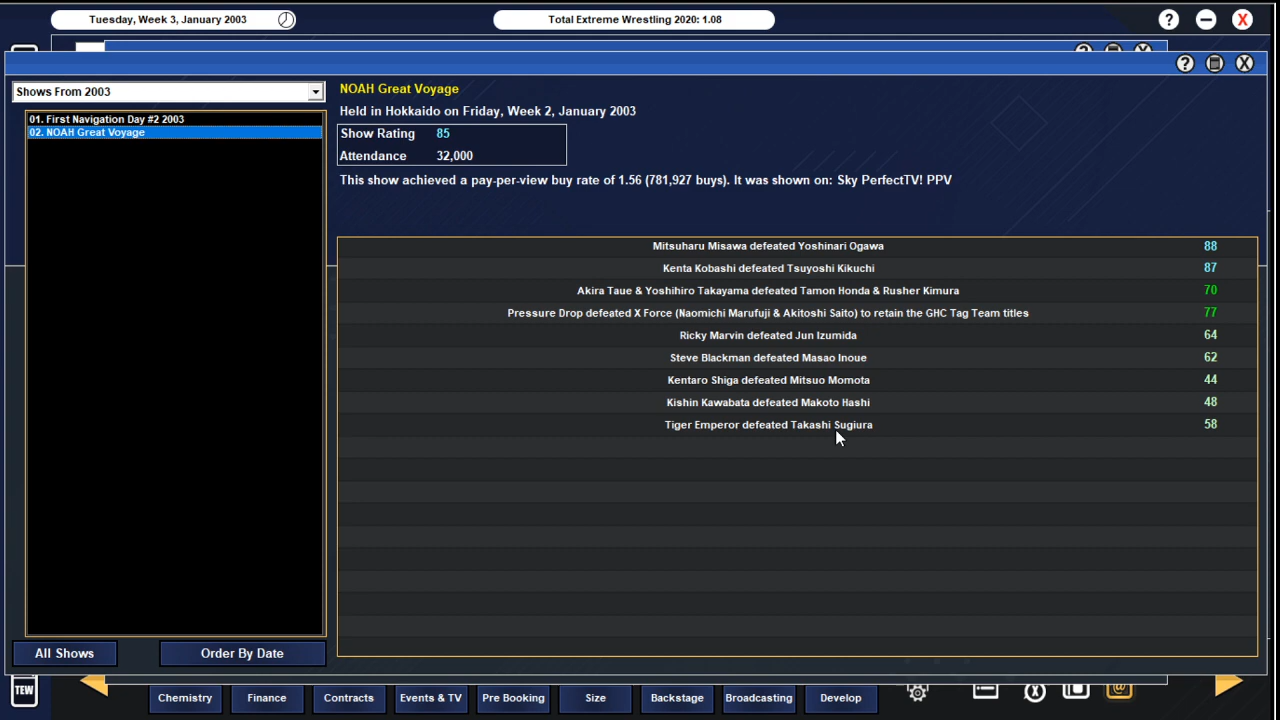 Tuesday, Week 3, January 2003
Total Extreme Wrestling 2020: 1.08
? – X
? X
Shows From 2003
01. First Navigation Day #2 2003
02. NOAH Great Voyage
NOAH Great Voyage
Held in Hokkaido on Friday, Week 2, January 2003
Show Rating 85
Attendance 32,000
This show achieved a pay-per-view buy rate of 1.56 (781,927 buys). It was shown on: Sky PerfectTV! PPV
Mitsuharu Misawa defeated Yoshinari Ogawa 88
Kenta Kobashi defeated Tsuyoshi Kikuchi 87
Akira Taue & Yoshihiro Takayama defeated Tamon Honda & Rusher Kimura 70
Pressure Drop defeated X Force (Naomichi Marufuji & Akitoshi Saito) to retain the GHC Tag Team titles 77
Ricky Marvin defeated Jun Izumida 64
Steve Blackman defeated Masao Inoue 62
Kentaro Shiga defeated Mitsuo Momota 44
Kishin Kawabata defeated Makoto Hashi 48
Tiger Emperor defeated Takashi Sugiura 58
All Shows
Order By Date
TEW
Chemistry
Finance
Contracts
Events & TV
Pre Booking
Size
Backstage
Broadcasting
Develop